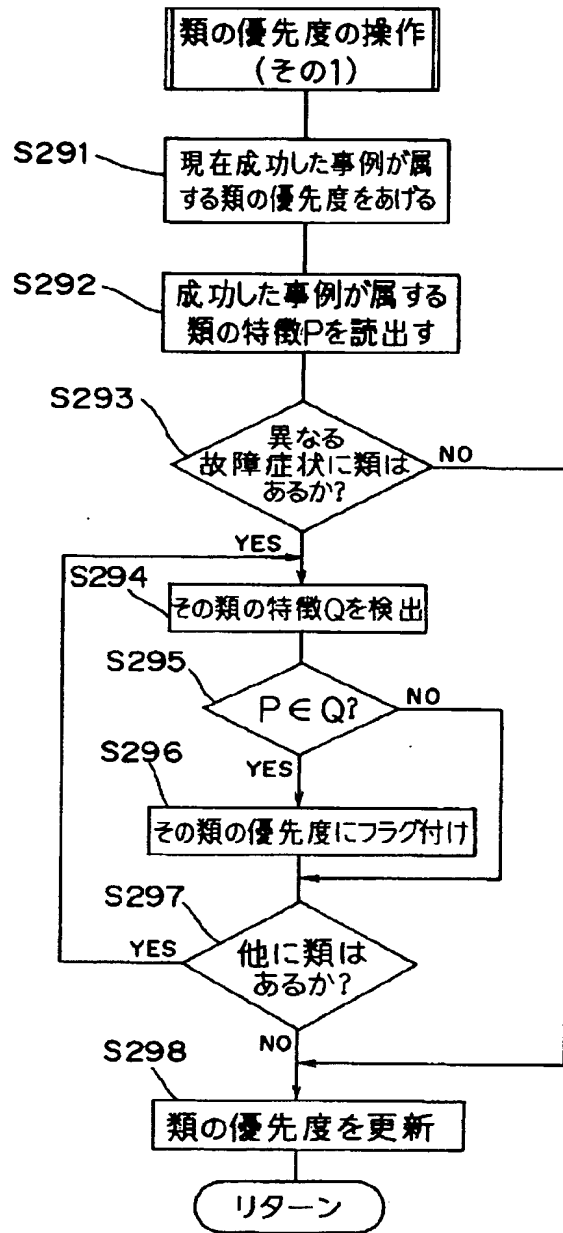 類の優先度の操作
(その1)
S291
現在成功した事例が属
する類の優先度をあげる
S292
成功した事例が属する
類の特徴Pを読出す
S293
異なる
故障症状に類は
あるか?
NO
YES
S294
その類の特徴Qを検出
S295
P∈Q?
NO
YES
S296
その類の優先度にフラグ付け
S297
YES
他に類は
あるか?
NO
S298
類の優先度を更新
リターン